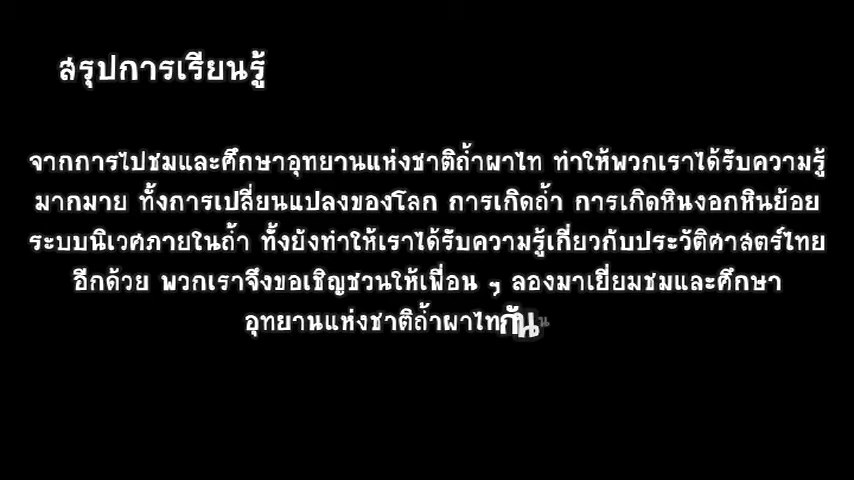 สรุปการเรียนรู้
จากการไปชมและศึกษาอุทยานแห่งชาติถ้ำผาไท ทำให้พวกเราได้รับความรู้
มากมาย ทั้งการเปลี่ยนแปลงของโลก การเกิดถ้ำ การเกิดหินงอกหินย้อย
ระบบนิเวศภายในถ้ำ ทั้งยังทำให้เราได้รับความรู้เกี่ยวกับประวัติศาสตร์ไทย
อีกด้วย พวกเราจึงขอเชิญชวนให้เพื่อน ๆ ลองมาเยี่ยมชมและศึกษา
อุทยานแห่งชาติถ้ำผาไทกัน